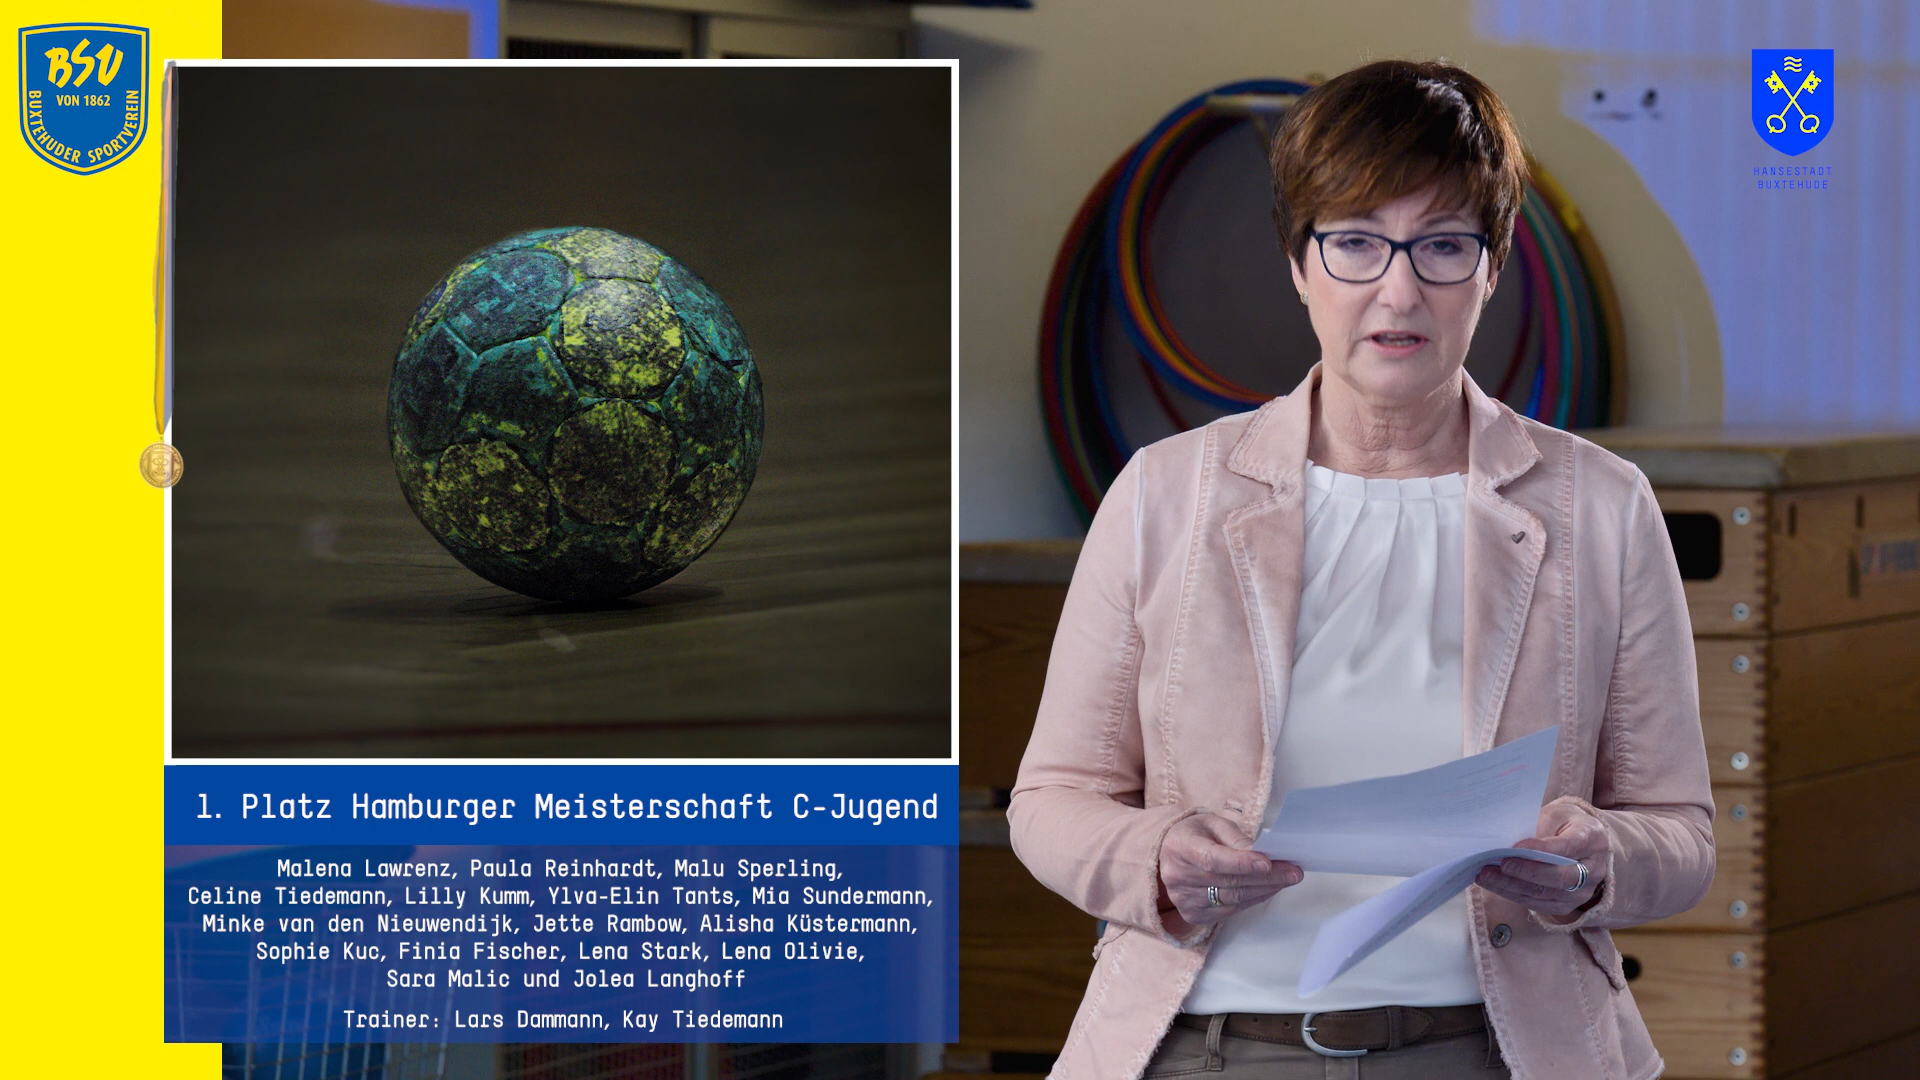 BSV
VON 1862
BUXTEHUDER SPORTVEREIN
HANSESTADT
BUXTEHUDE
1. Platz Hamburger Meisterschaft C-Jugend
Malena Lawrenz, Paula Reinhardt, Malu Sperling,
Celine Tiedemann, Lilly Kumm, Ylva-Elin Tants, Mia Sundermann,
Minke van den Nieuwendijk, Jette Rambow, Alisha Küstermann,
Sophie Kuc, Finia Fischer, Lena Stark, Lena Olivie,
Sara Malic und Jolea Langhoff
Trainer: Lars Dammann, Kay Tiedemann